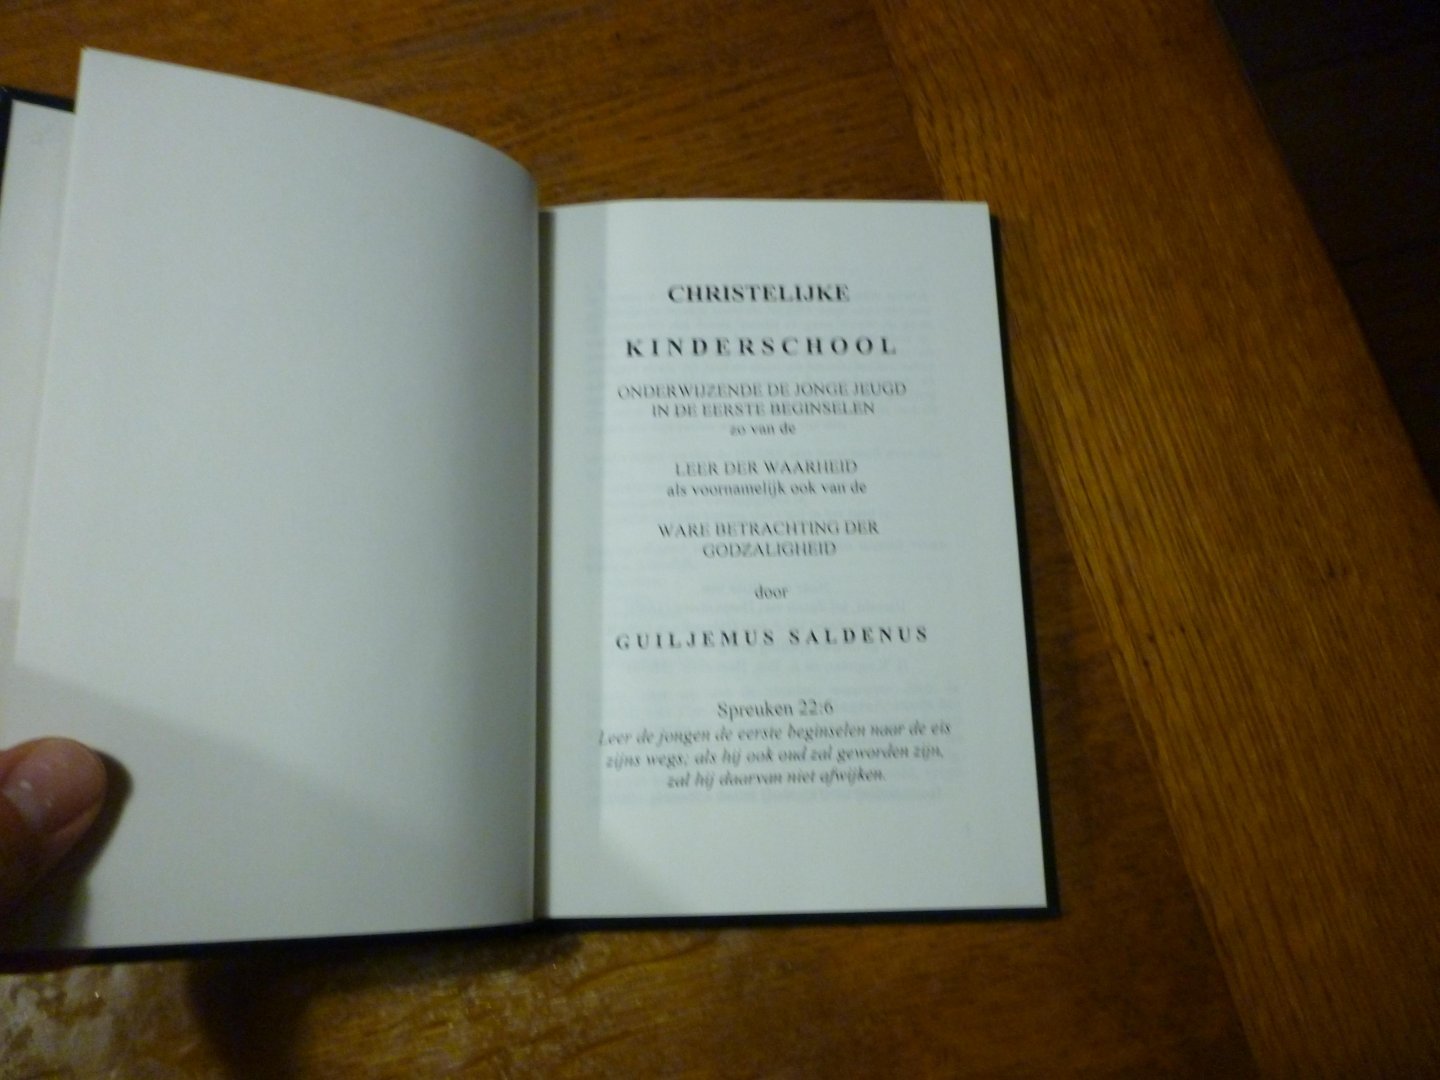 CHRISTELIJKE
KINDERSCHOOL
ONDERWIJZENDE DE JONGE JEUGD
IN DE EERSTE BEGINSELEN
zo van de
LEER DER WAARHEID
als voornamelijk ook van de
WARE BETRACHTING DER
GODZALIGHEID
door
GUILJEMUS SALDENUS
Spreuken 22:6
Leer de jongen de eerste beginselen naar de eis
zijns wegs; als hij ook oud zal geworden zijn,
zal hij daarvan niet afwijken.